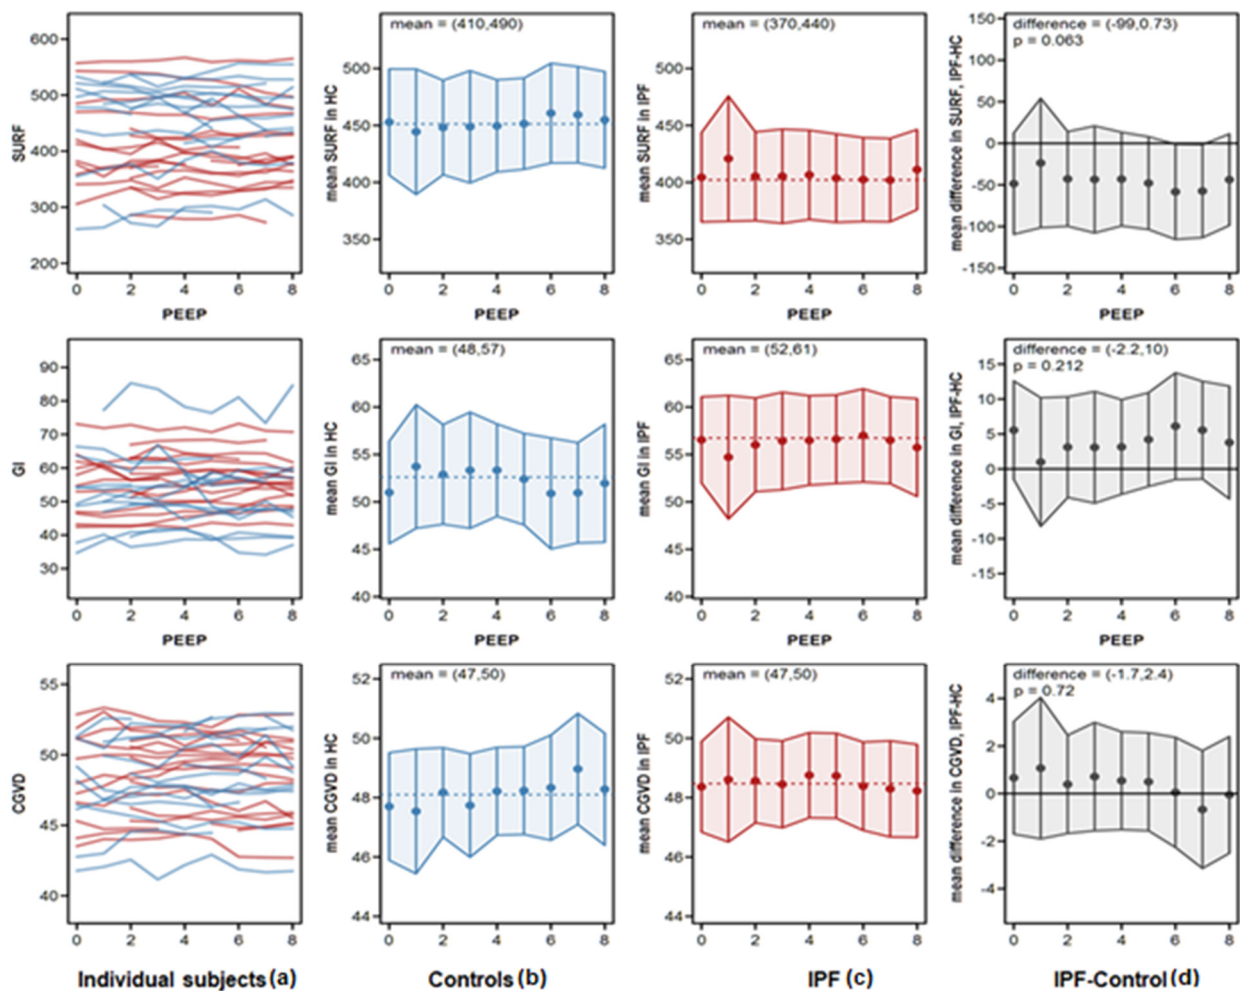 mean = (410,490)
mean = (370,440)
difference = (-99,0.73)
p = 0.063
SURF
600
500
400
300
200
0 2 4 6 8
PEEP
mean SURF in HC
500
450
400
350
0 2 4 6 8
PEEP
mean SURF in IPF
500
450
400
350
0 2 4 6 8
PEEP
mean difference in SURF, IPF-HC
150
100
50
0
-50
-100
-150
0 2 4 6 8
PEEP
mean = (48,57)
mean = (52,61)
difference = (-2.2,10)
p = 0.212
GI
90
80
70
60
50
40
30
0 2 4 6 8
PEEP
mean GI in HC
65
60
55
50
45
40
0 2 4 6 8
PEEP
mean GI in IPF
65
60
55
50
45
40
0 2 4 6 8
PEEP
mean difference in GI, IPF-HC
15
10
5
0
-5
-10
-15
0 2 4 6 8
PEEP
mean = (47,50)
mean = (47,50)
difference = (-1.7,2.4)
p = 0.72
CGVD
55
50
45
40
0 2 4 6 8
mean CGVD in HC
52
50
48
46
44
0 2 4 6 8
mean CGVD in IPF
52
50
48
46
44
0 2 4 6 8
mean difference in CGVD, IPF-HC
4
2
0
-2
-4
0 2 4 6 8
Individual subjects (a)
Controls (b)
IPF (c)
IPF-Control (d)